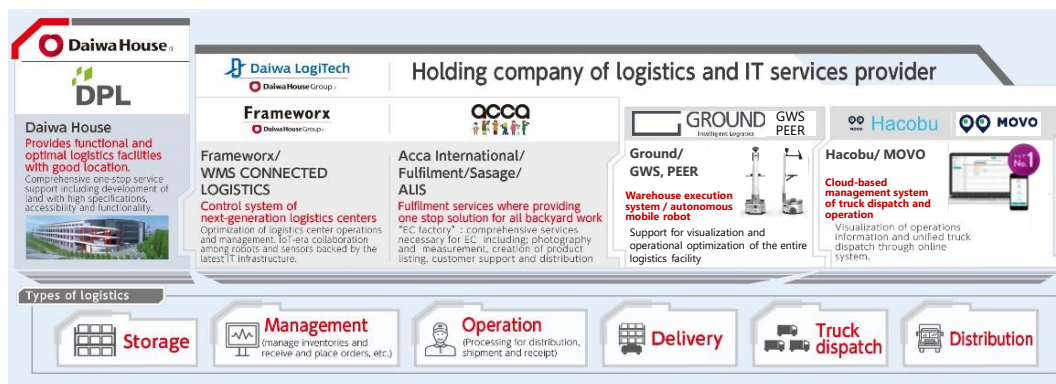 Daiwa House®
DPL
Daiwa House
Provides functional and
optimal logistics facilities
with good location.
Comprehensive one-stop service
support including development of
land with high specifications,
accessibility and functionality.
Daiwa LogiTech
Daiwa House Group®
Holding company of logistics and IT services provider
Frameworx
Daiwa House Group®
Frameworx/
WMS CONNECTED
LOGISTICS
Control system of
next-generation logistics centers
Optimization of logistics center operations
and management. IoT-era collaboration
among robots and sensors backed by the
latest IT infrastructure.
acca
Acca International/
Fulfilment/Sasage/
ALIS
Fulfilment services where providing
one stop solution for all backyard work
"EC factory" : comprehensive services
necessary for EC including; photography
and measurement, creation of product
listing, customer support and distribution
GROUND
Intelligent Logistics
GWS
PEER
Ground/
GWS, PEER
Warehouse execution
system / autonomous
mobile robot
Support for visualization and
operational optimization of the entire
logistics facility
MOVO
Hacobu
MOVO
Hacobu/ MOVO
Cloud-based
management system
of truck dispatch and
operation
Visualization of operations
information and unified truck
dispatch through online
system.
No.1
Types of logistics
Storage
Management
(manage inventories and
receive and place orders, etc.)
Operation
(Processing for distribution,
shipment and receipt)
Delivery
Truck
dispatch
Distribution